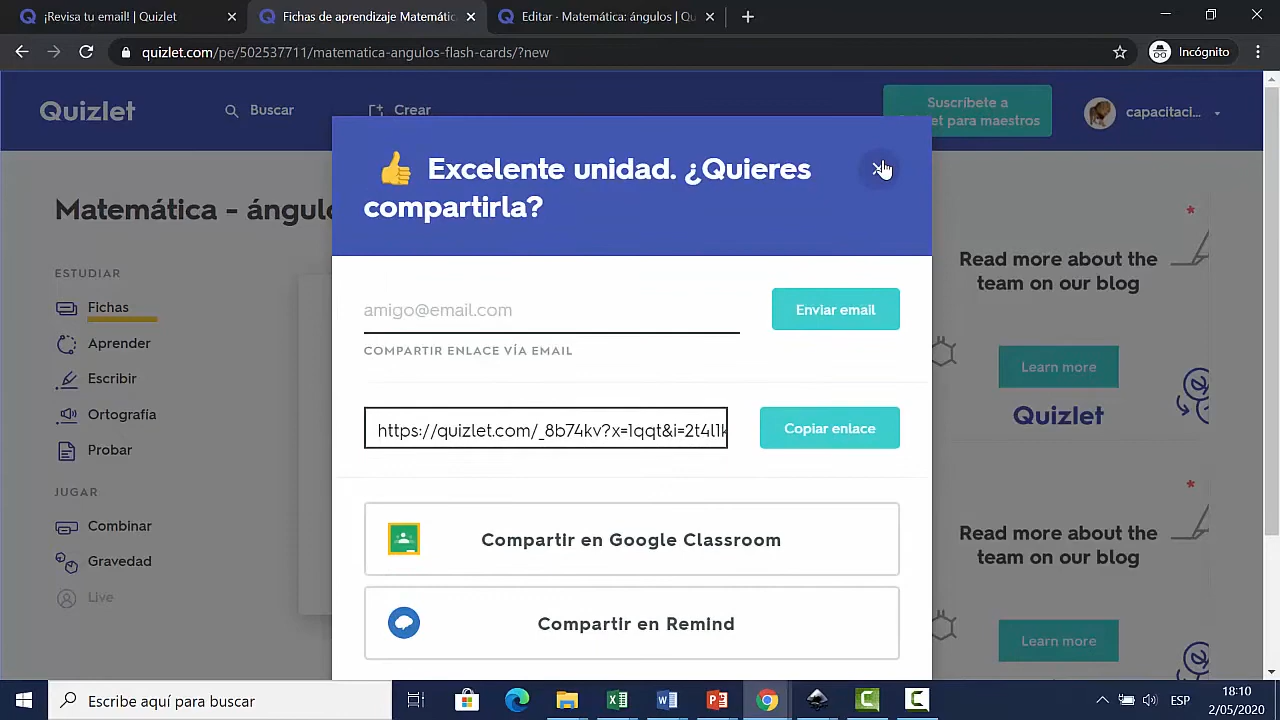 ¡Revisa tu email! | Quizlet
Fichas de aprendizaje Matemátic
Editar · Matemática: ángulos | Qu
quizlet.com/pe/502537711/matematica-angulos-flash-cards/?new
Incógnito
Quizlet
Buscar
Crear
Suscríbete a
et para maestros
capacitaci...
Matemática - ángulo
ESTUDIAR
Fichas
Aprender
Escribir
Ortografía
Probar
JUGAR
Combinar
Gravedad
Live
Excelente unidad. ¿Quieres
compartirla?
amigo@email.com
Enviar email
COMPARTIR ENLACE VÍA EMAIL
https://quizlet.com/_8b74kv?x=1qqt&i=2t4l1k
Copiar enlace
Compartir en Google Classroom
Compartir en Remind
Read more about the
team on our blog
Learn more
Quizlet
Read more about the
team on our blog
Learn more
Escribe aquí para buscar
ESP
18:10
2/05/2020